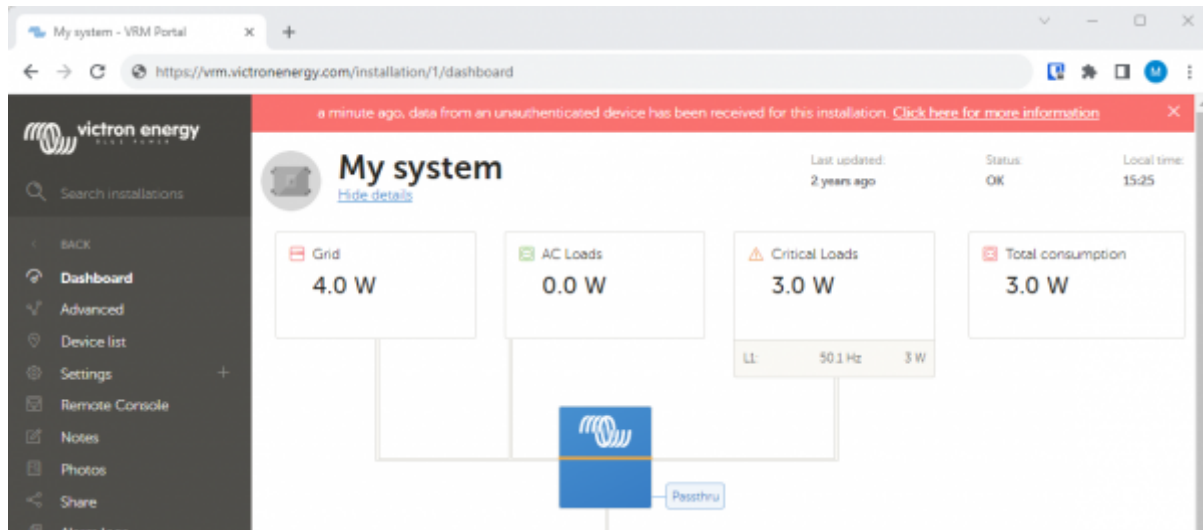 My system - VRM Portal
https://vrm.victronenergy.com/installation/1/dashboard
M
a minute ago, data from an unauthenticated device has been received for this installation. Click here for more information
victron energy
BLUE POWER
Search installations
My system
Hide details
Last updated:
2 years ago
Status:
OK
Local time:
15:25
BACK
Dashboard
Advanced
Device list
Settings
Remote Console
Notes
Photos
Share
Grid
4.0 W
AC Loads
0.0 W
Critical Loads
3.0 W
L1: 50.1 Hz 3 W
Total consumption
3.0 W
Passthru